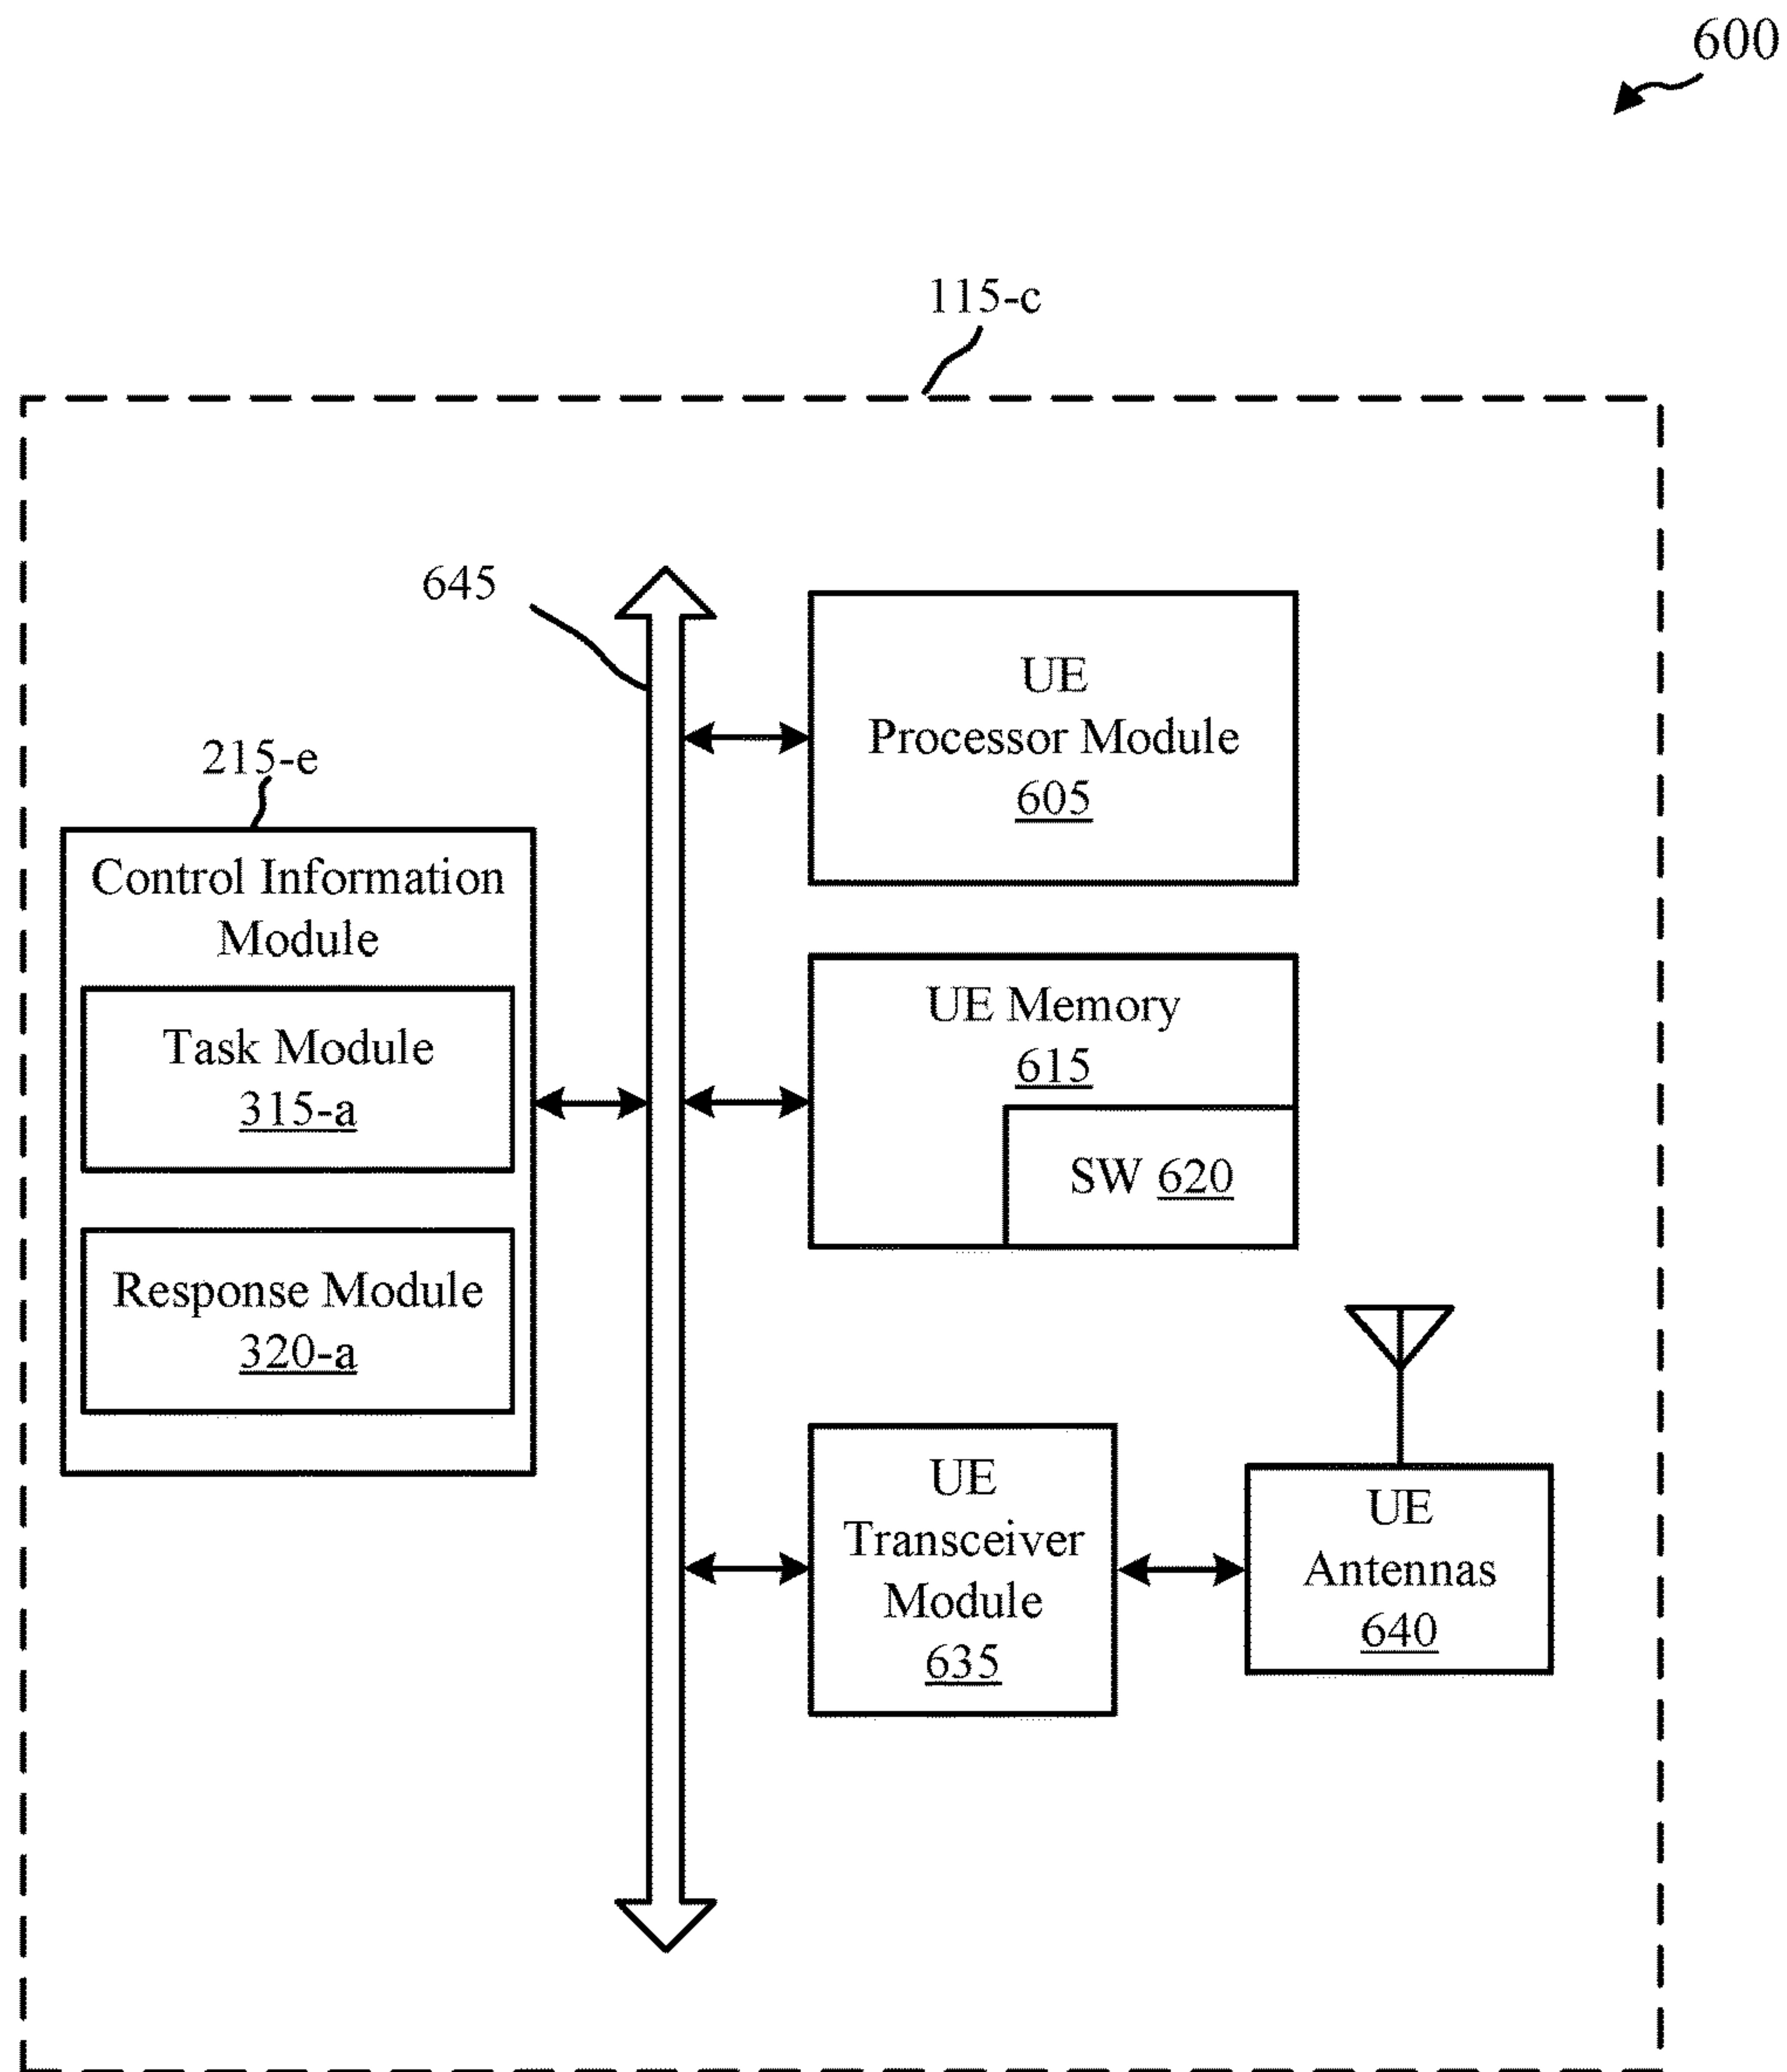 600
115-c
645
UE
Processor Module
605
215-e
Control Information
Module
Task Module
315-a
Response Module
320-a
UE Memory
615
SW 620
UE
Transceiver
Module
635
UE
Antennas
640